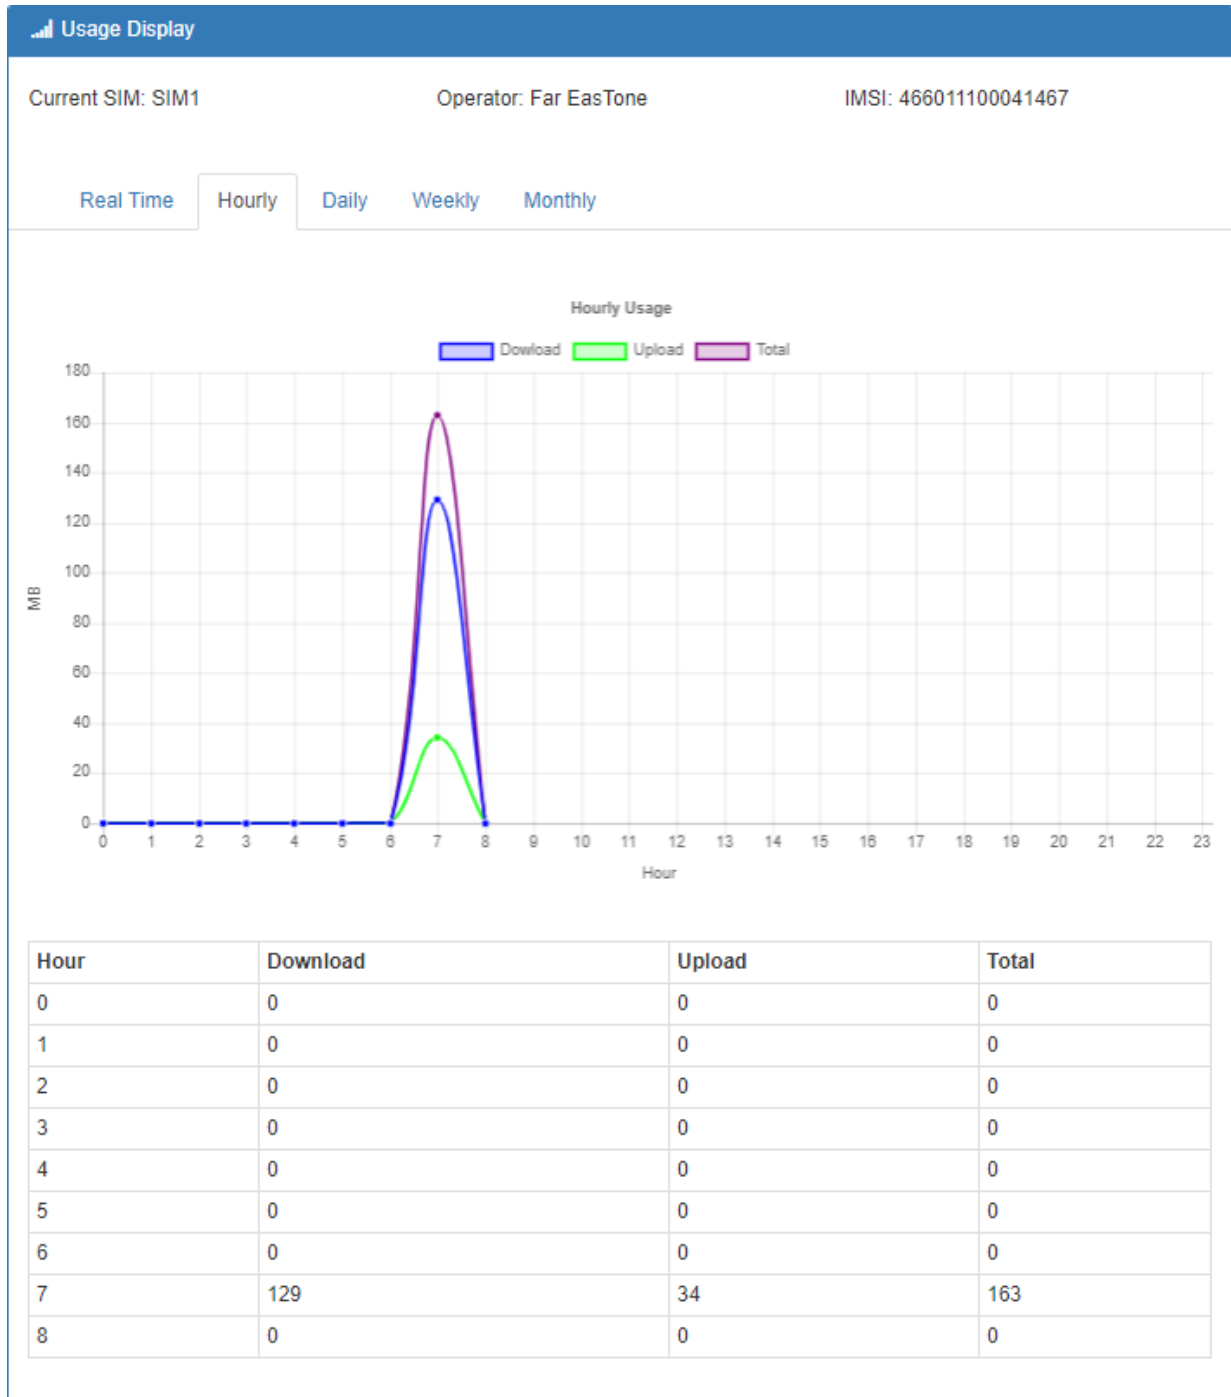 Usage Display
Current SIM: SIM1 Operator: Far EasTone IMSI: 466011100041467
Real Time Hourly Daily Weekly Monthly
Hourly Usage
Dowload Upload Total
180
160
140
120
100
80
60
40
20
0
MB
0 1 2 3 4 5 6 7 8 9 10 11 12 13 14 15 16 17 18 19 20 21 22 23
Hour
Hour Download Upload Total
0 0 0 0
1 0 0 0
2 0 0 0
3 0 0 0
4 0 0 0
5 0 0 0
6 0 0 0
7 129 34 163
8 0 0 0